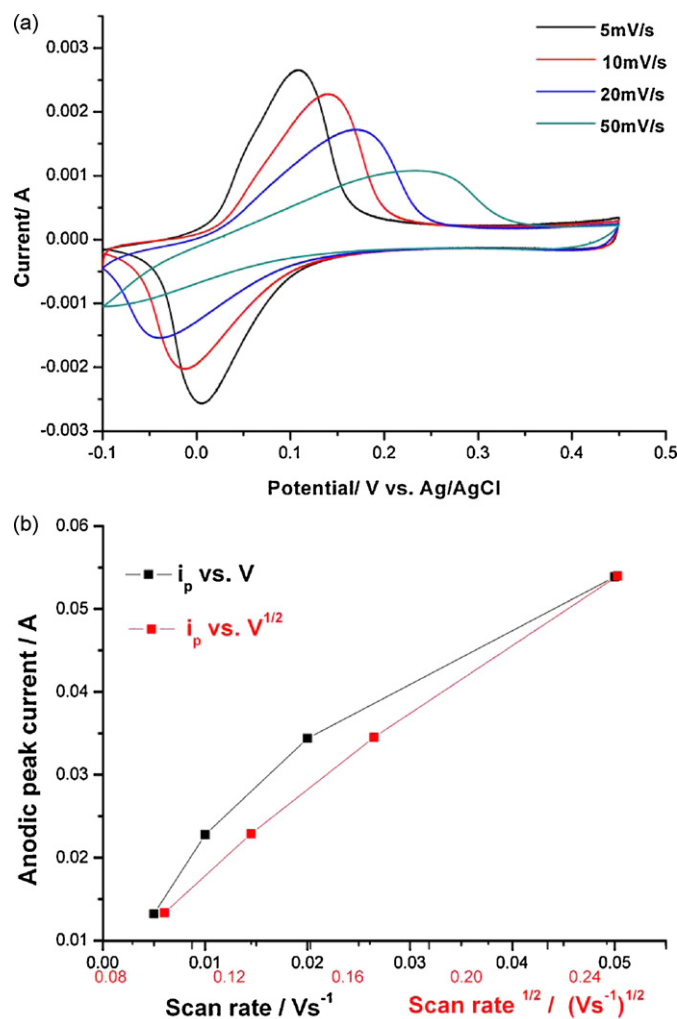 (a)
0.003
0.002
0.001
0.000
-0.001
-0.002
-0.003
Current/ A
5mV/s
10mV/s
20mV/s
50mV/s
-0.1 0.0 0.1 0.2 0.3 0.4 0.5
Potential/ V vs. Ag/AgCl
(b)
0.06
0.05
0.04
0.03
0.02
0.01
Anodic peak current / A
i_p vs. V
i_p vs. V^1/2
0.00 0.01 0.02 0.03 0.04 0.05
0.08 0.12 0.16 0.20 0.24
Scan rate / Vs^-1 Scan rate ^1/2 / (Vs^-1)^1/2